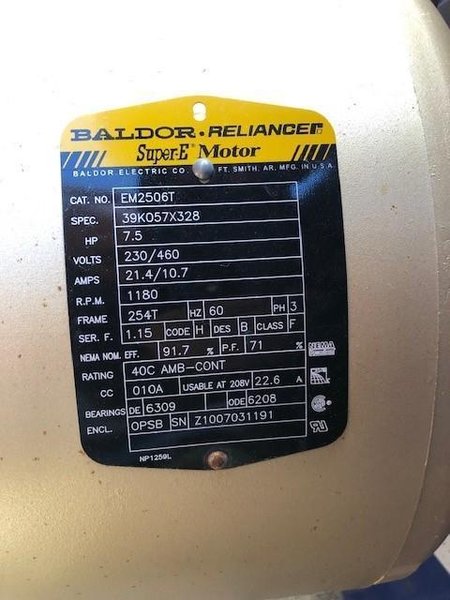 BALDOR • RELIANCER
Super-E® Motor
BALDOR ELECTRIC CO. FT. SMITH, AR. MFG. IN U.S.A.
CAT. NO. EM2506T
SPEC. 39K057X328
HP 7.5
VOLTS 230/460
AMPS 21.4/10.7
R.P.M. 1180
FRAME 254T HZ 60 PH 3
SER. F. 1.15 CODE H DES B CLASS F
NEMA NOM. EFF. 91.7 % P.F. 71 %
RATING 40C AMB-CONT
CC 010A USABLE AT 208V 22.6 A
BEARINGS DE 6309 ODE 6208
ENCL. OPSB SN Z1007031191
NP1259L
NEMA